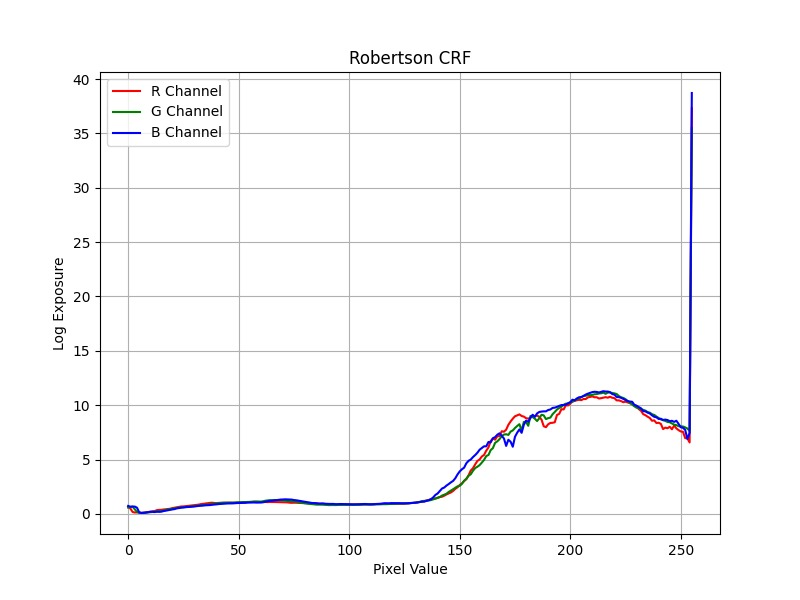 Robertson CRF
R Channel
G Channel
B Channel
Log Exposure
40
35
30
25
20
15
10
5
0
0 50 100 150 200 250
Pixel Value